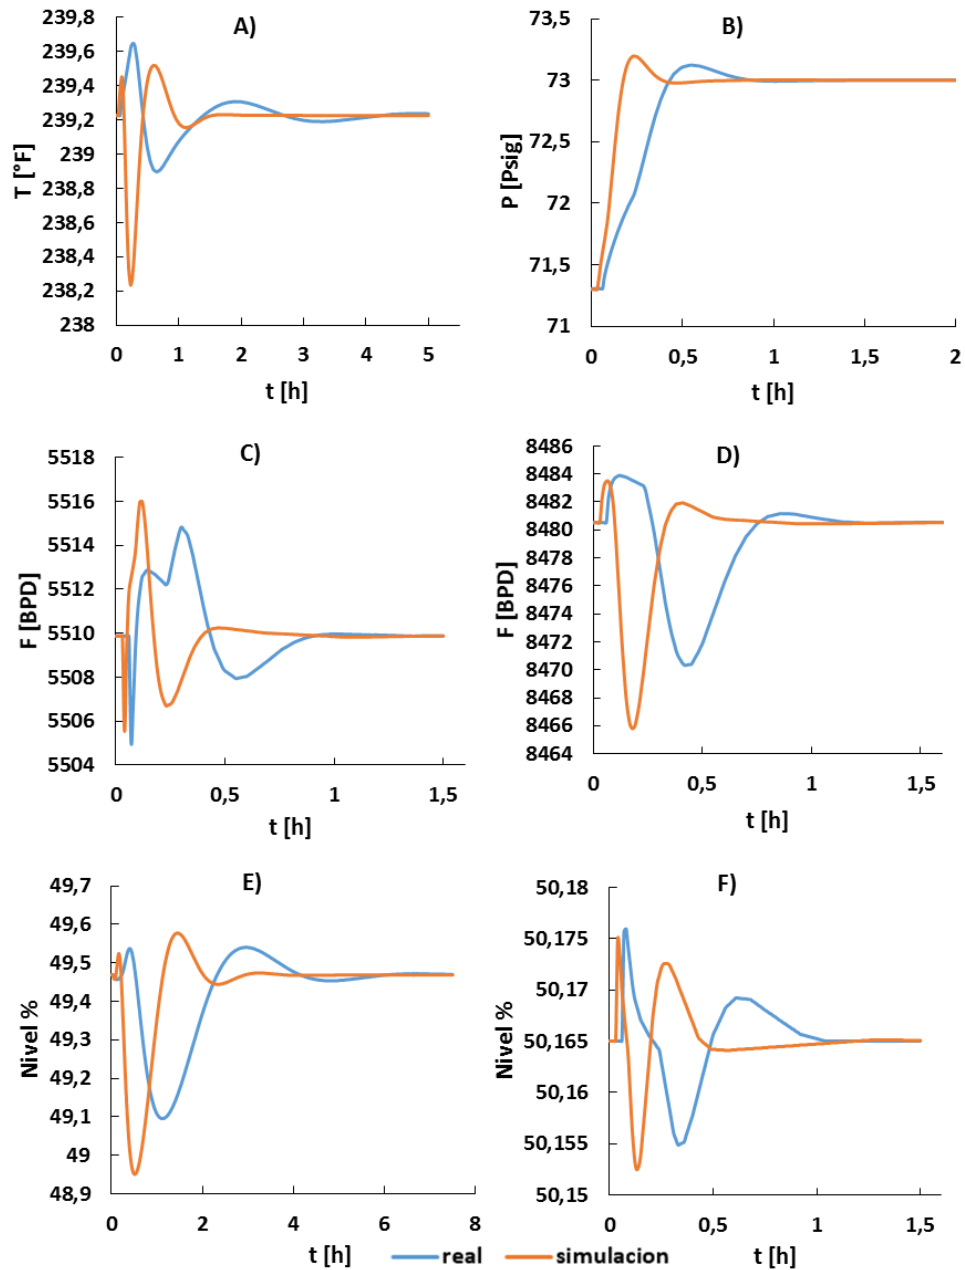 A)
239,8
239,6
239,4
239,2
239
238,8
238,6
238,4
238,2
238
T [°F]
0 1 2 3 4 5
t [h]
B)
73,5
73
72,5
72
71,5
71
P [Psig]
0 0,5 1 1,5 2
t [h]
C)
5518
5516
5514
5512
5510
5508
5506
5504
F [BPD]
0 0,5 1 1,5
t [h]
D)
8486
8484
8482
8480
8478
8476
8474
8472
8470
8468
8466
8464
F [BPD]
0 0,5 1 1,5
t [h]
E)
49,7
49,6
49,5
49,4
49,3
49,2
49,1
49
48,9
Nivel %
0 2 4 6 8
t [h]
F)
50,18
50,175
50,17
50,165
50,16
50,155
50,15
Nivel %
0 0,5 1 1,5
t [h]
real simulacion